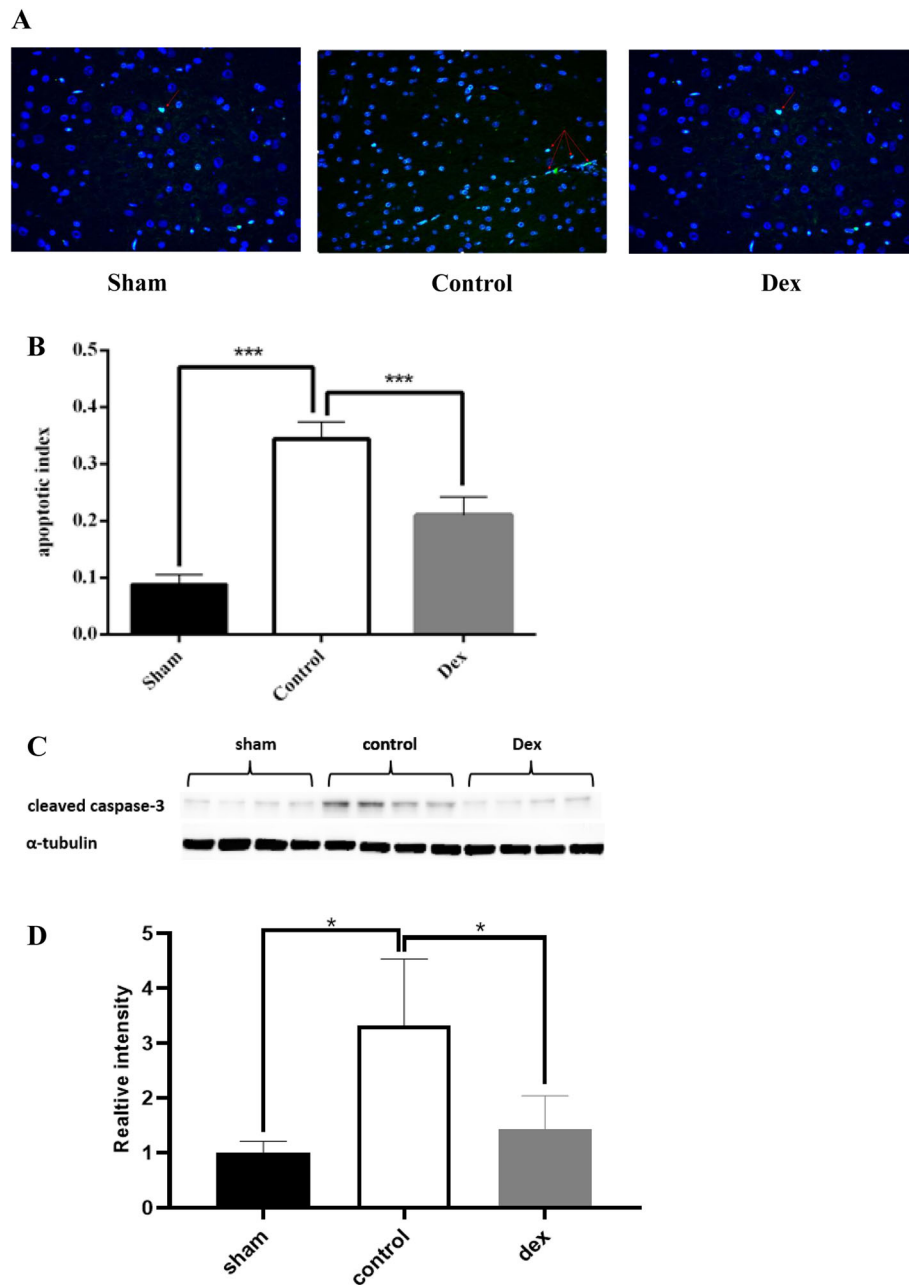 A
Sham Control Dex
B
***
***
apoptotic index
0.5
0.4
0.3
0.2
0.1
0.0
Sham
Control
Dex
C
sham control Dex
cleaved caspase-3
α-tubulin
D
*
*
Realtive intensity
5
4
3
2
1
0
sham
control
dex